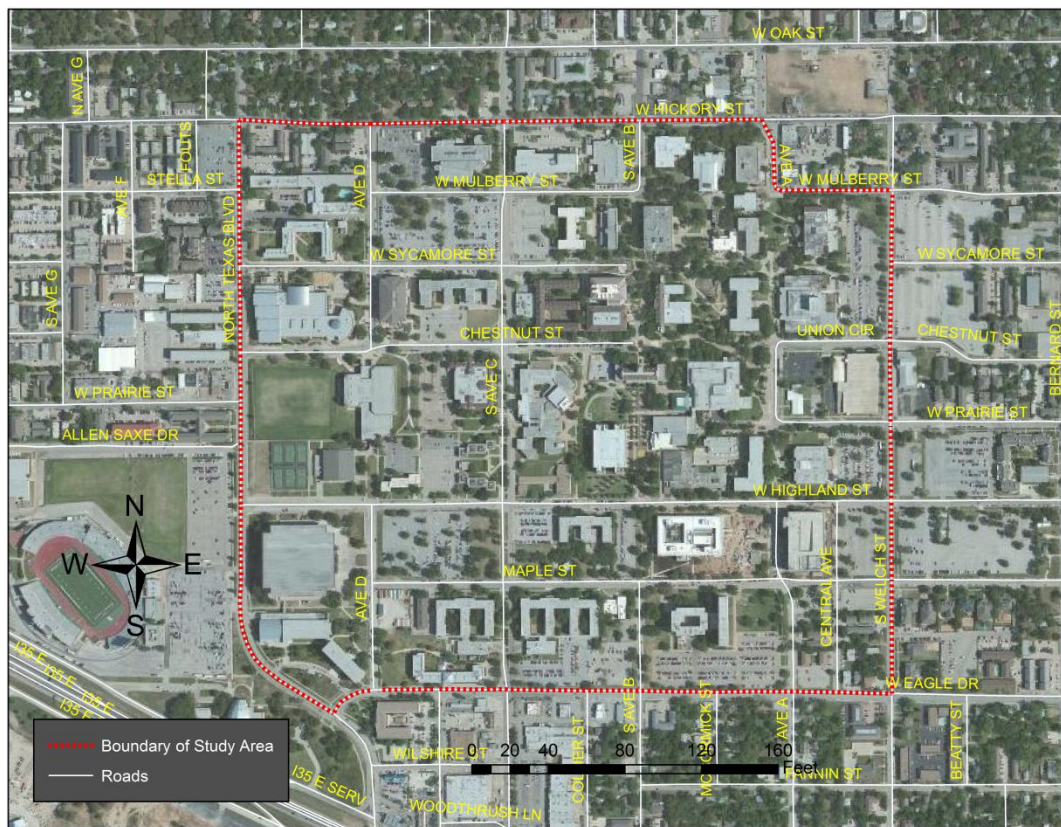 W OAK ST
N AVE G
W HICKORY ST
FOUTS
S AVE B
AVE A
STELLA ST
AVE F
AVE D
W MULBERRY ST
W MULBERRY ST
W SYCAMORE ST
W SYCAMORE ST
S AVE G
NORTH TEXAS BLVD
CHESTNUT ST
UNION CIR
CHESTNUT ST
BERNARD ST
W PRAIRIE ST
S AVE C
W PRAIRIE ST
ALLEN SAXE DR
W HIGHLAND ST
N
W E
S
MAPLE ST
AVE D
CENTRAL AVE
S WELCH ST
I35 E I35 E I35 E
I35 E
W EAGLE DR
S AVE B
MC CORMICK ST
AVE A
BEATTY ST
Boundary of Study Area
WILSHIRE ST
COLLIER ST
0 20 40 80 120 160
Feet
Roads
I35 E SERV
FANNIN ST
WOODTHRUSH LN